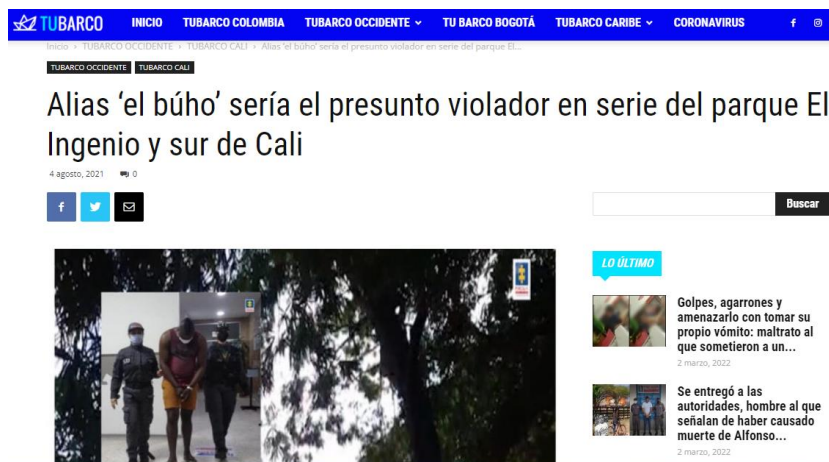 TUBARCO INICIO TUBARCO COLOMBIA TUBARCO OCCIDENTE TU BARCO BOGOTÁ TUBARCO CARIBE CORONAVIRUS
Inicio › TUBARCO OCCIDENTE › TUBARCO CALI › Alias 'el búho' sería el presunto violador en serie del parque El...
TUBARCO OCCIDENTE TUBARCO CALI
Alias ‘el búho’ sería el presunto violador en serie del parque El
Ingenio y sur de Cali
4 agosto, 2021 0
Buscar
LO ÚLTIMO
Golpes, agarrones y
amenazarlo con tomar su
propio vómito: maltrato al
que sometieron a un...
2 marzo, 2022
Se entregó a las
autoridades, hombre al que
señalan de haber causado
muerte de Alfonso...
2 marzo, 2022